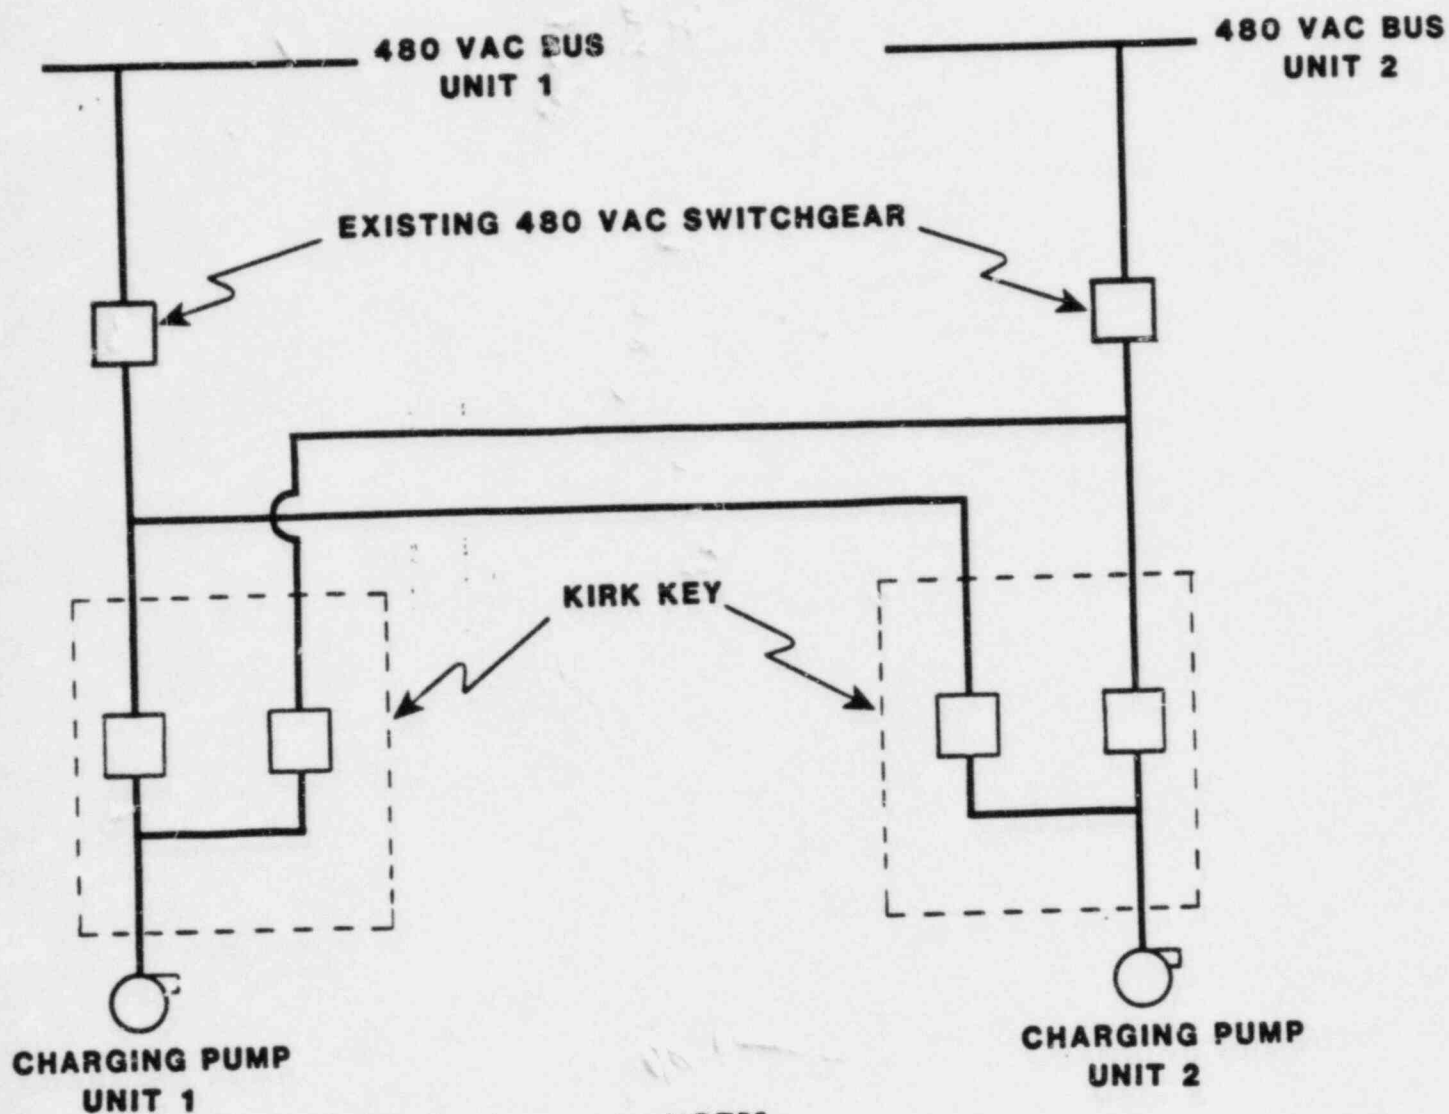 480 VAC BUS
UNIT 1
480 VAC BUS
UNIT 2
EXISTING 480 VAC SWITCHGEAR
KIRK KEY
CHARGING PUMP
UNIT 1
CHARGING PUMP
UNIT 2